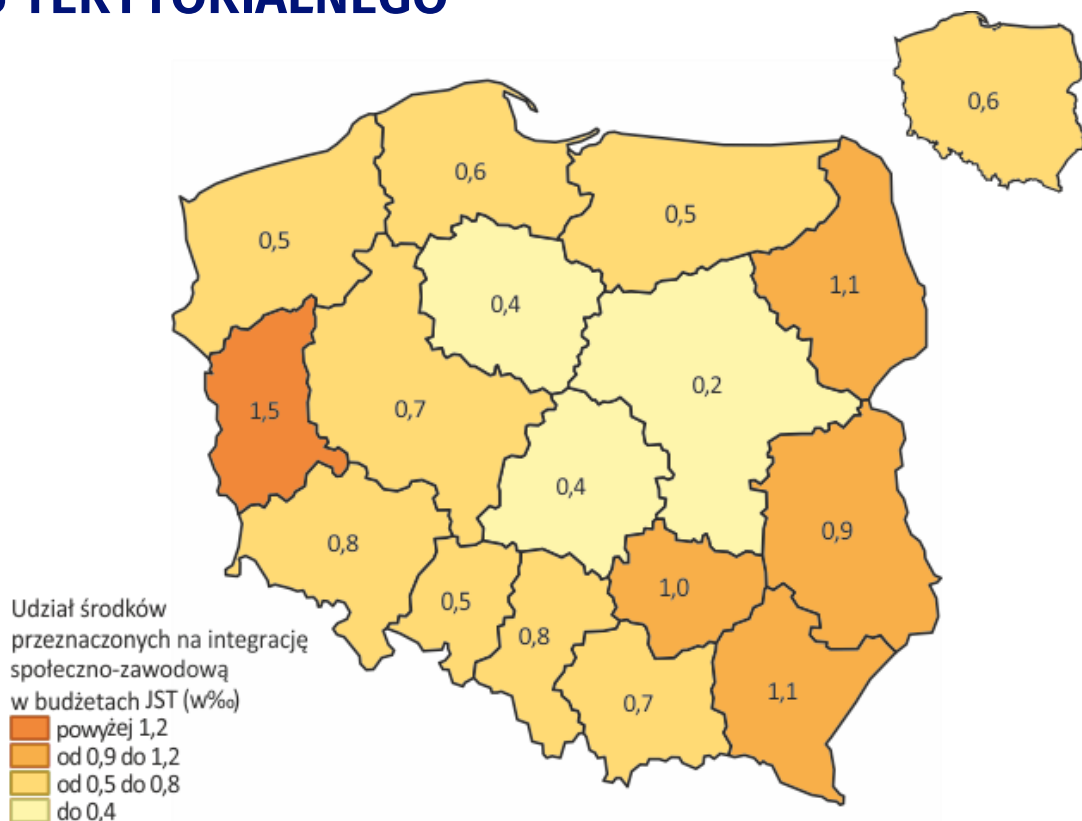 TERYTORIALNEGO
0,6
0,6
0,5
0,5
1,1
0,4
0,2
1,5
0,7
0,4
0,9
0,8
1,0
0,5
0,8
1,1
0,7
Udział środków
przeznaczonych na integrację
społeczno-zawodową
w budżetach JST (w‰)
powyżej 1,2
od 0,9 do 1,2
od 0,5 do 0,8
do 0,4